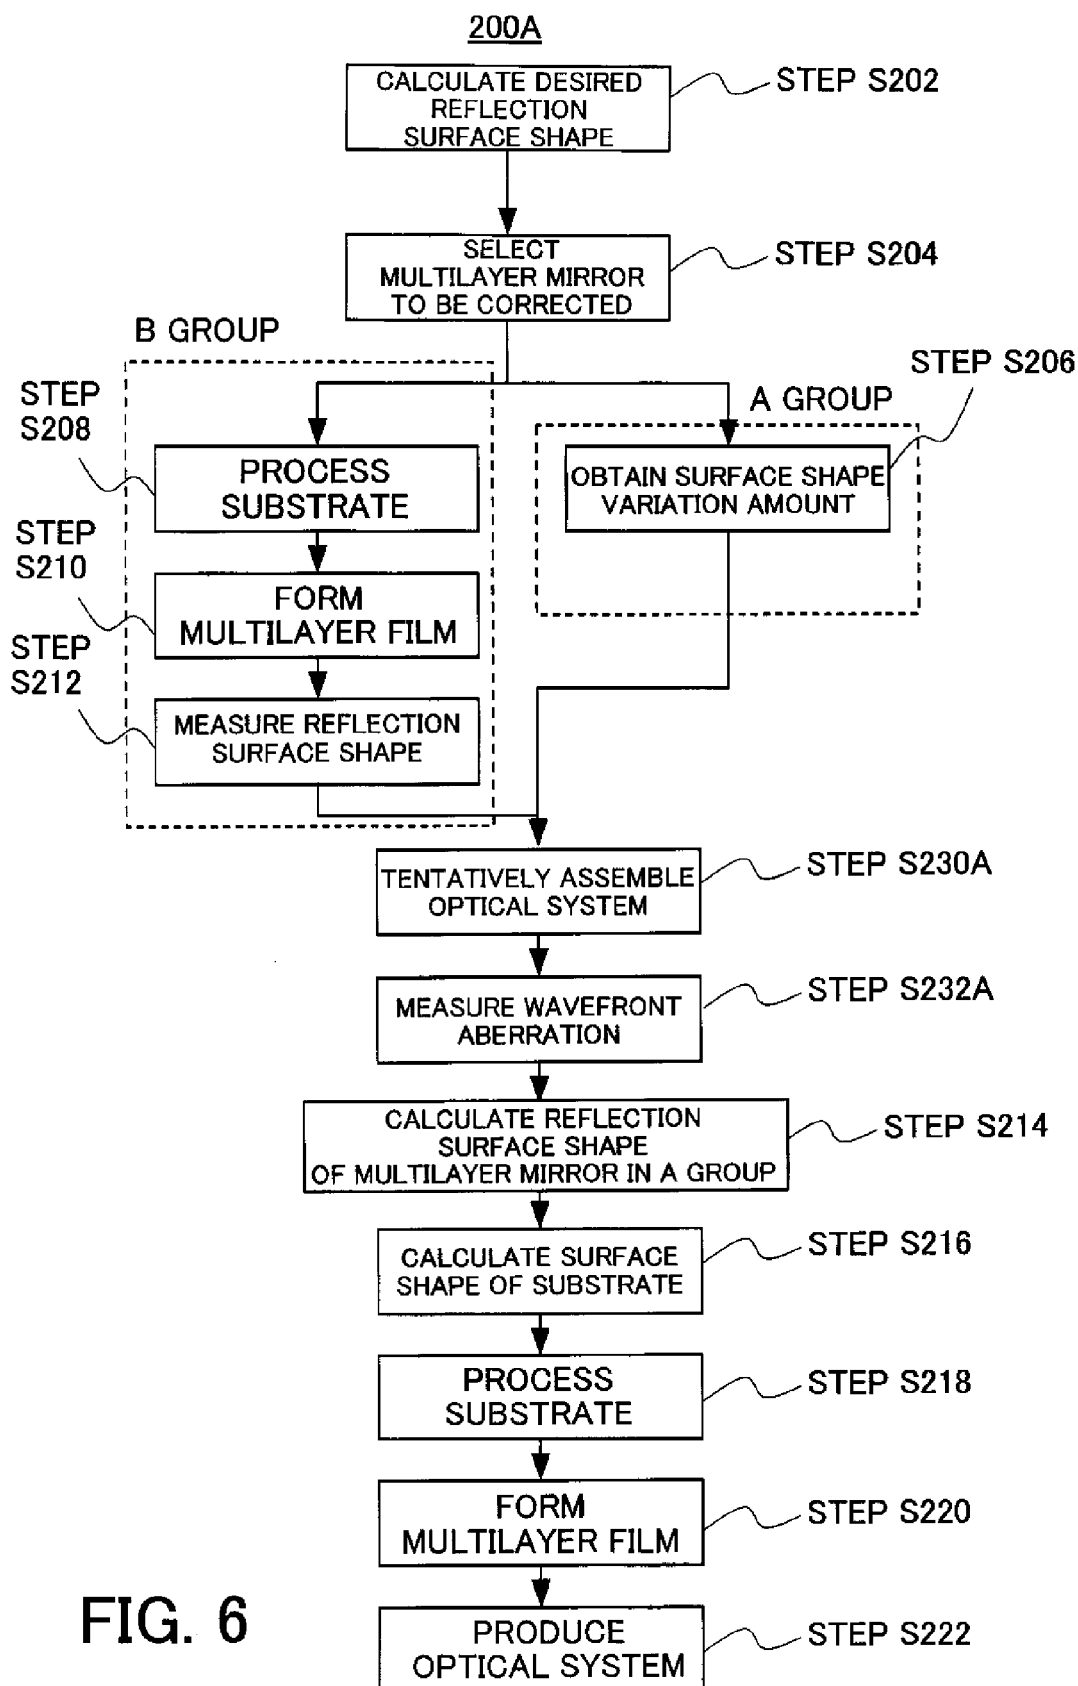 200A
CALCULATE DESIRED
REFLECTION
SURFACE SHAPE
STEP S202
SELECT
MULTILAYER MIRROR
TO BE CORRECTED
STEP S204
B GROUP
STEP S206
A GROUP
STEP
S208
PROCESS
SUBSTRATE
OBTAIN SURFACE SHAPE
VARIATION AMOUNT
STEP
S210
FORM
MULTILAYER FILM
STEP
S212
MEASURE REFLECTION
SURFACE SHAPE
TENTATIVELY ASSEMBLE
OPTICAL SYSTEM
STEP S230A
MEASURE WAVEFRONT
ABERRATION
STEP S232A
CALCULATE REFLECTION
SURFACE SHAPE
OF MULTILAYER MIRROR IN A GROUP
STEP S214
CALCULATE SURFACE
SHAPE OF SUBSTRATE
STEP S216
PROCESS
SUBSTRATE
STEP S218
FORM
MULTILAYER FILM
STEP S220
PRODUCE
OPTICAL SYSTEM
STEP S222
FIG. 6